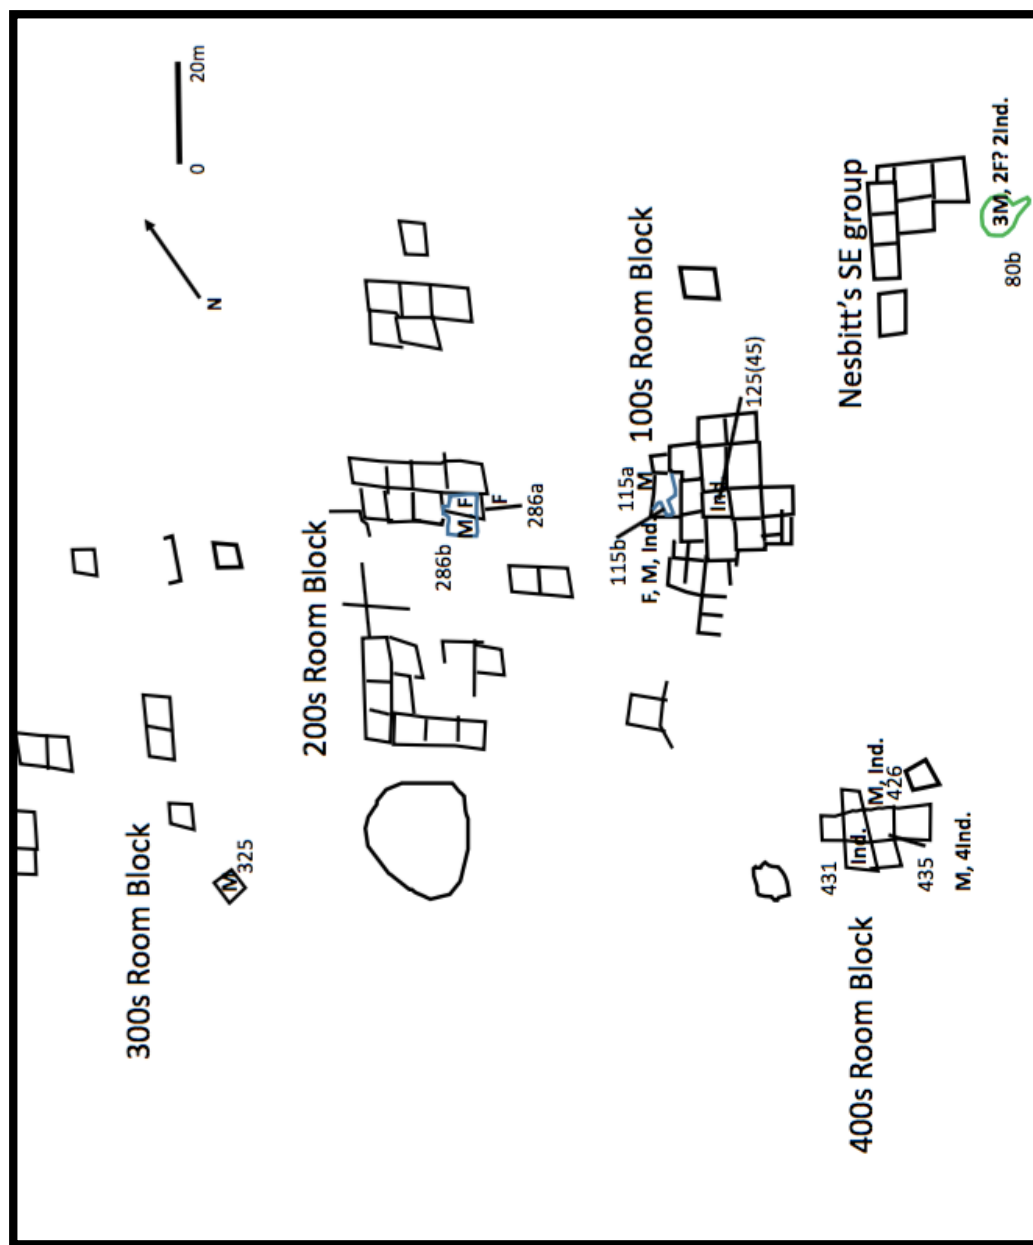 300s Room Block
M
325
200s Room Block
286b
M
F
F
286a
N
0
20m
100s Room Block
115a
M
115b
F, M, Ind
Ind
125(45)
Nesbitt's SE group
3M, 2F? 2Ind.
80b
400s Room Block
431
Ind.
M, Ind.
426
435
M, 4Ind.